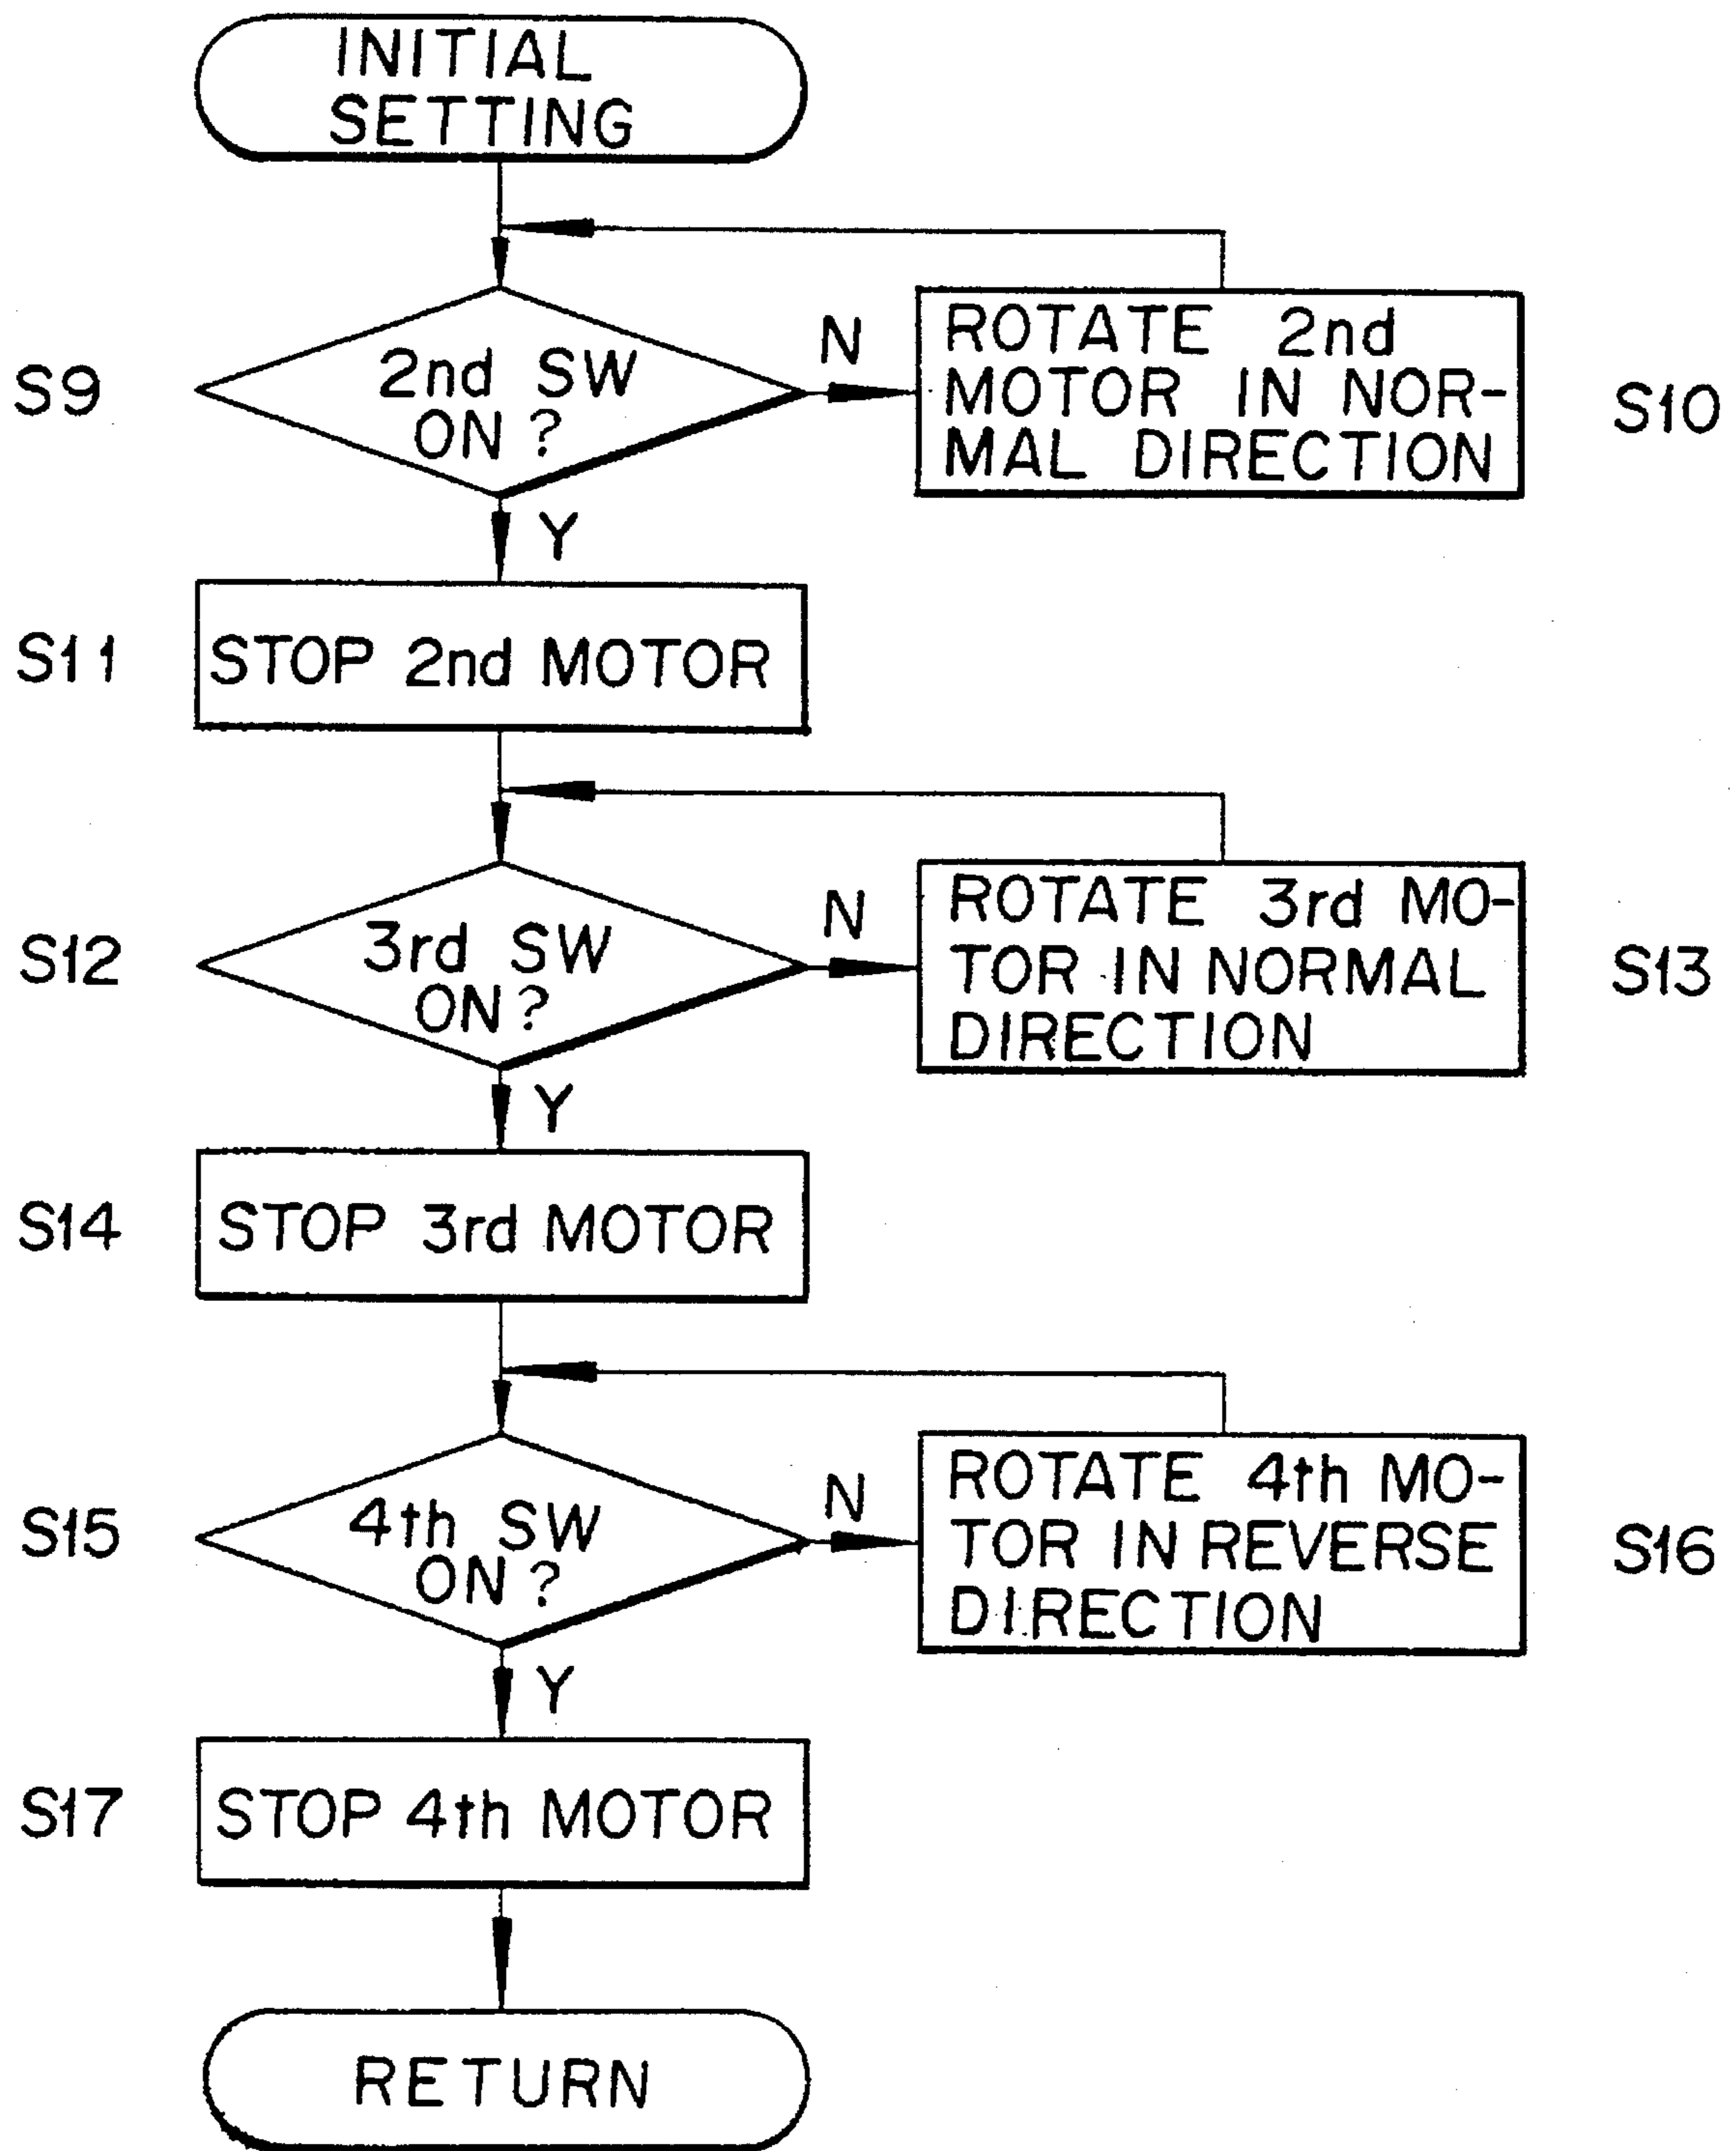 INITIAL
SETTING
S9
2nd SW
ON?
N
ROTATE 2nd
MOTOR IN NOR-
MAL DIRECTION
S10
Y
S11
STOP 2nd MOTOR
S12
3rd SW
ON?
N
ROTATE 3rd MO-
TOR IN NORMAL
DIRECTION
S13
Y
S14
STOP 3rd MOTOR
S15
4th SW
ON?
N
ROTATE 4th MO-
TOR IN REVERSE
DIRECTION
S16
Y
S17
STOP 4th MOTOR
RETURN